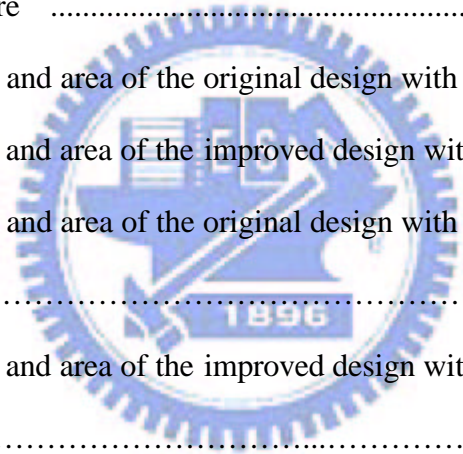 re ........................................
and area of the original design with
and area of the improved design wit
and area of the original design with
………………………………………
and area of the improved design wit
…………………………...……………
ES
1896